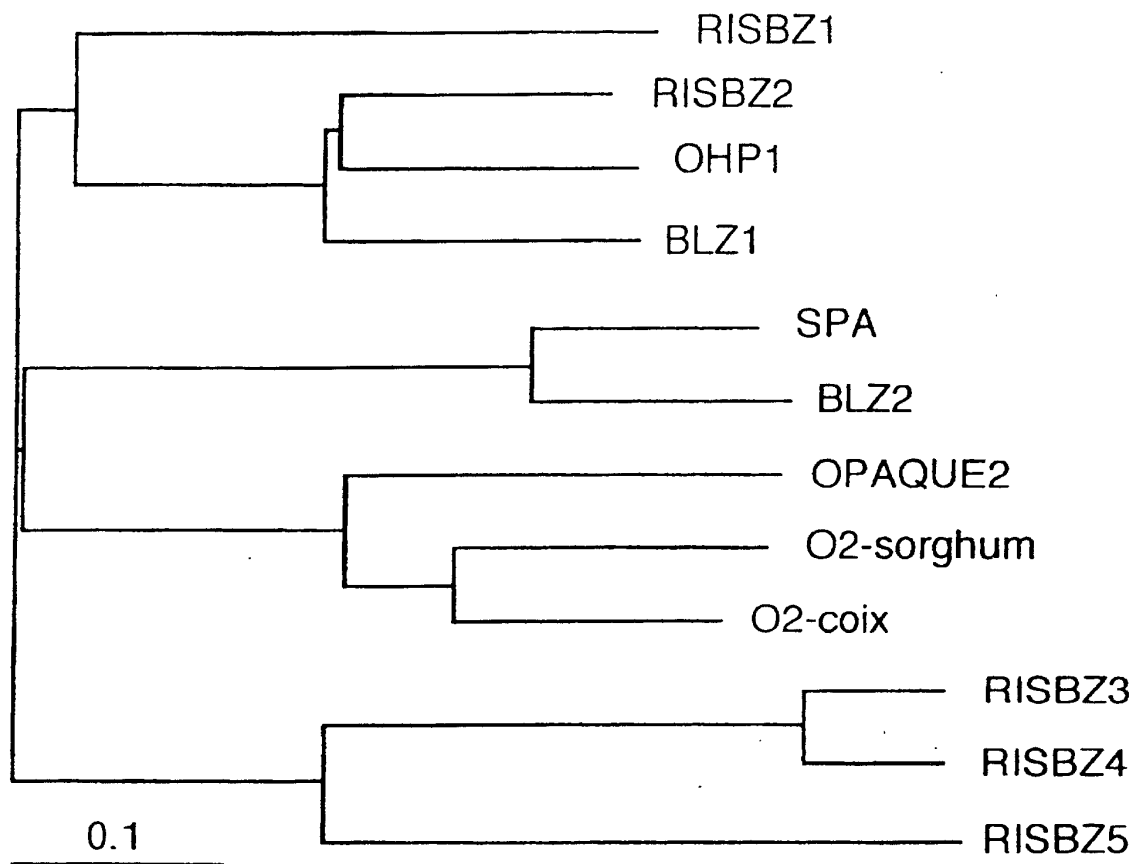 RISBZ1
RISBZ2
OHP1
BLZ1
SPA
BLZ2
OPAQUE2
O2-sorghum
O2-coix
RISBZ3
RISBZ4
RISBZ5
0.1